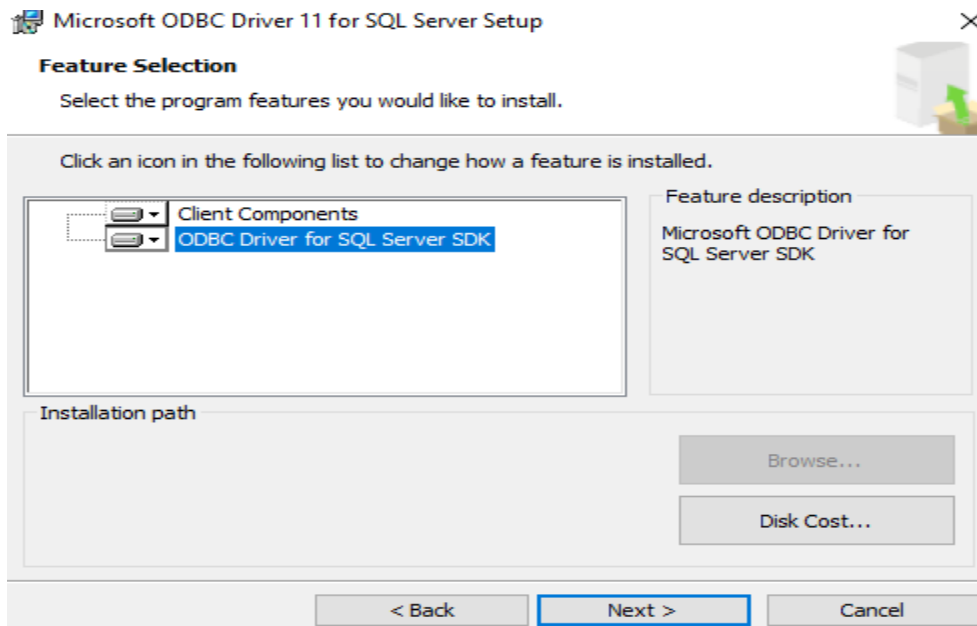 Microsoft ODBC Driver 11 for SQL Server Setup
Feature Selection
Select the program features you would like to install.
Click an icon in the following list to change how a feature is installed.
Client Components
ODBC Driver for SQL Server SDK
Feature description
Microsoft ODBC Driver for
SQL Server SDK
Installation path
Browse...
Disk Cost...
< Back
Next >
Cancel